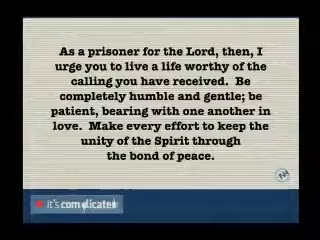 As a prisoner for the Lord, then, I
urge you to live a life worthy of the
calling you have received.  Be
completely humble and gentle; be
patient, bearing with one another in
love.  Make every effort to keep the
unity of the Spirit through
the bond of peace.
it's complicated